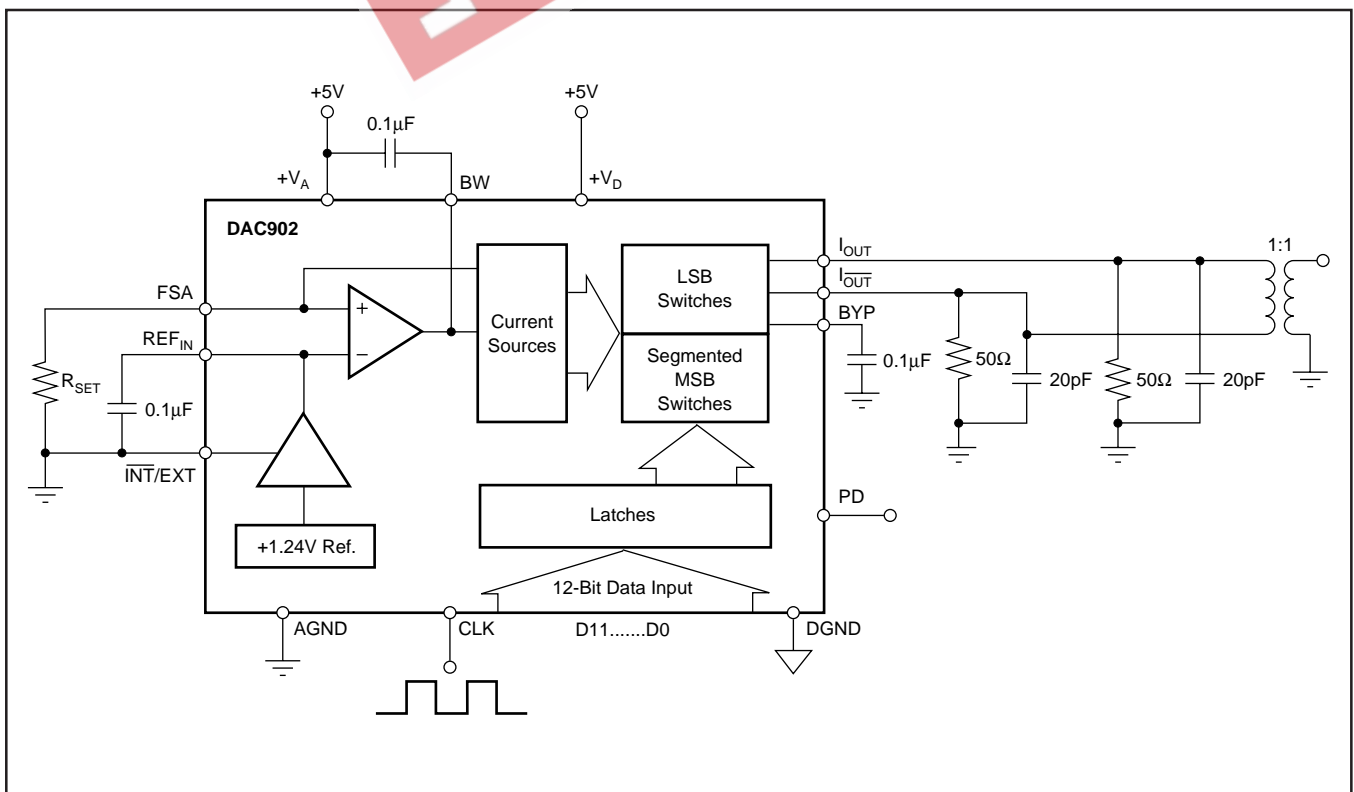 +5V
+5V
0.1µF
+VA
BW
+VD
DAC902
IOUT
1:1
LSB
Switches
IOUT
FSA
+
BYP
Current
Sources
REFIN
–
Segmented
MSB
Switches
0.1µF
50Ω
20pF
50Ω
20pF
RSET
0.1µF
INT/EXT
PD
Latches
+1.24V Ref.
12-Bit Data Input
AGND
CLK
D11.......D0
DGND